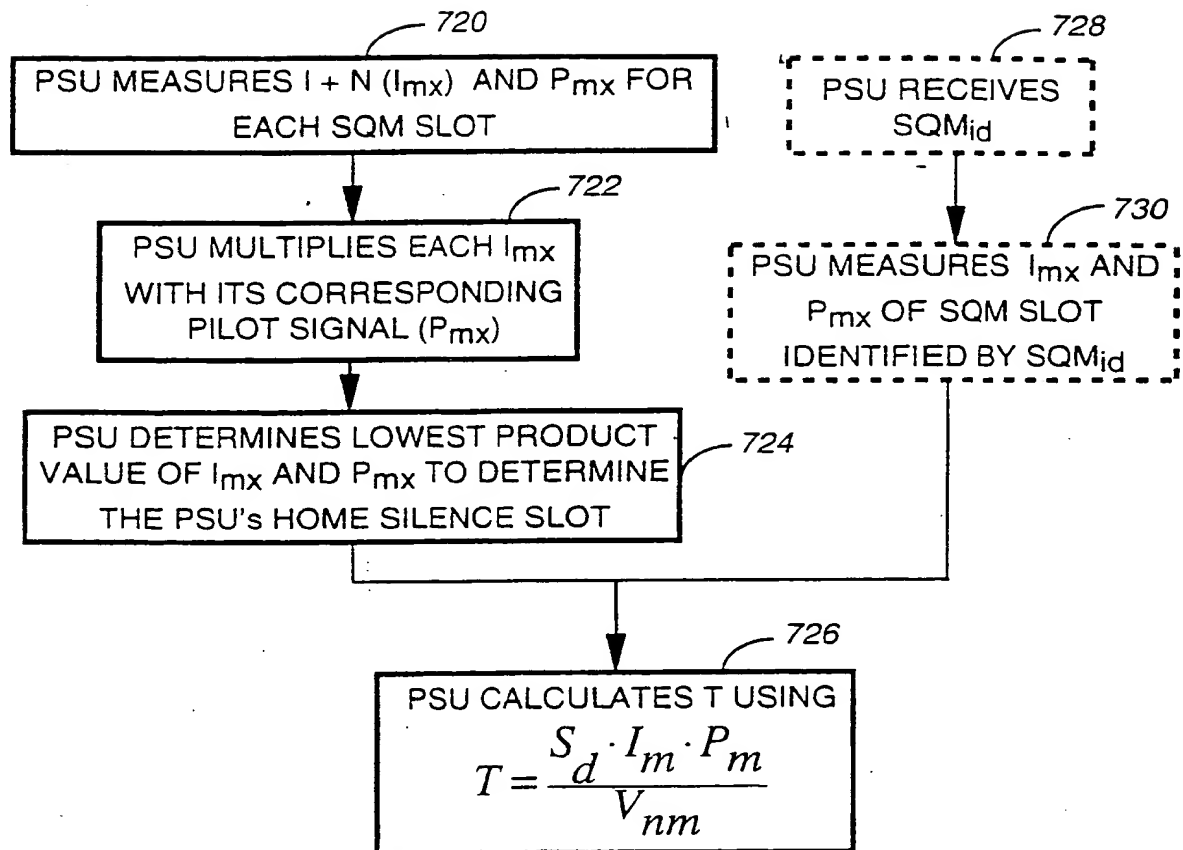 720
PSU MEASURES I + N (Imx) AND Pmx FOR
EACH SQM SLOT
728
PSU RECEIVES
SQMid
722
PSU MULTIPLIES EACH Imx
WITH ITS CORRESPONDING
PILOT SIGNAL (Pmx)
730
PSU MEASURES Imx AND
Pmx OF SQM SLOT
IDENTIFIED BY SQMid
PSU DETERMINES LOWEST PRODUCT
VALUE OF Imx AND Pmx TO DETERMINE
THE PSU's HOME SILENCE SLOT
724
726
PSU CALCULATES T USING
T = Sd · Im · Pm
Vnm